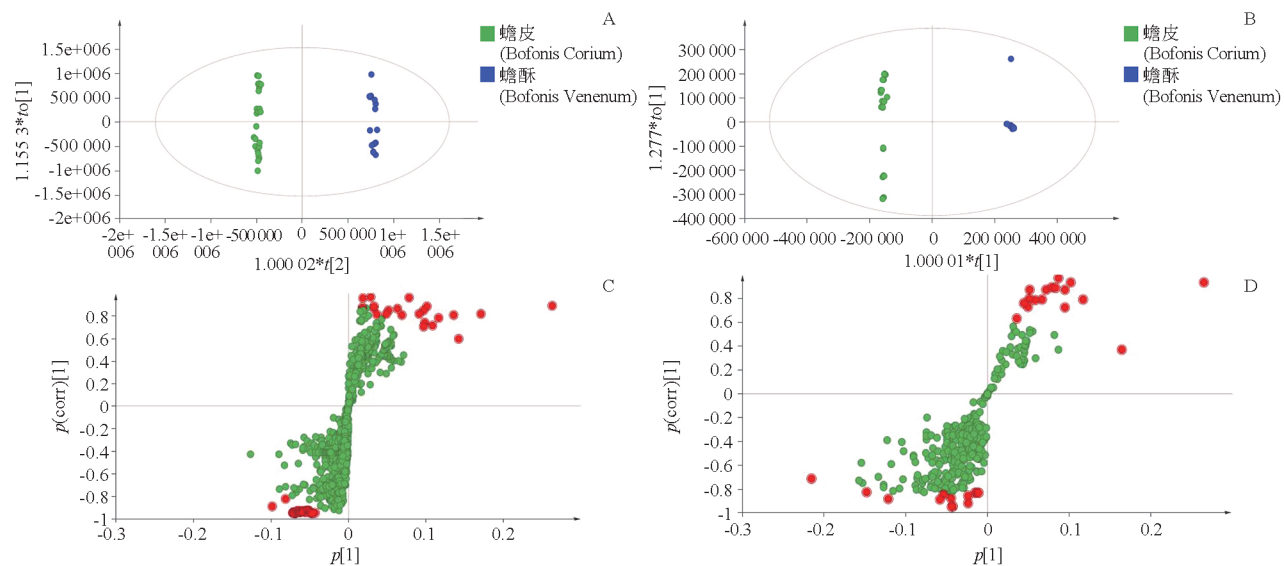 A
蟾皮
(Bofonis Corium)
蟾酥
(Bofonis Venenum)
1.5e+006
1e+006
500 000
0
-500 000
-1e+006
-1.5e+006
-2e+006
1.155 3*to[1]
-2e+
006
-1.5e+
006
-1e+
006
-500 000
0
500 000
1e+
006
1.5e+
006
1.000 02*t[2]
B
蟾皮
(Bofonis Corium)
蟾酥
(Bofonis Venenum)
300 000
200 000
100 000
0
-100 000
-200 000
-300 000
-400 000
1.277*to[1]
-600 000
-400 000
-200 000
0
200 000
400 000
1.000 01*t[1]
C
0.8
0.6
0.4
0.2
0
-0.2
-0.4
-0.6
-0.8
-1
p(corr)[1]
-0.3
-0.2
-0.1
0
0.1
0.2
p[1]
D
0.8
0.6
0.4
0.2
0
-0.2
-0.4
-0.6
-0.8
-1
p(corr)[1]
-0.3
-0.2
-0.1
0
0.1
0.2
p[1]